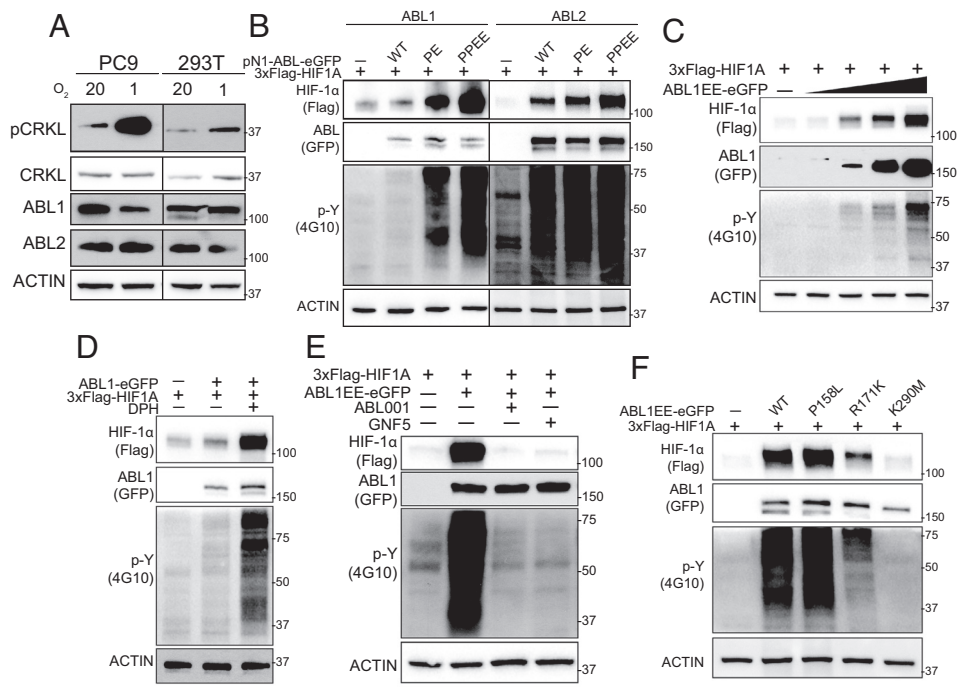 A
PC9 293T
O2 20 1 20 1
pCRKL -37
CRKL -37
ABL1 -100
ABL2 -100
ACTIN -37
B
ABL1 ABL2
pN1-ABL-eGFP – WT PE PPEE – WT PE PPEE
3xFlag-HIF1A + + + + + + + +
HIF-1α
(Flag) -100
ABL
(GFP) -150
-75
p-Y
(4G10) -50
-37
ACTIN -37
C
3xFlag-HIF1A + + + + +
ABL1EE-eGFP –
HIF-1α
(Flag) -100
ABL1
(GFP) -150
-75
p-Y
(4G10) -50
-37
ACTIN -37
D
ABL1-eGFP – + +
3xFlag-HIF1A + + +
DPH – – +
HIF-1α
(Flag) -100
ABL1
(GFP) -150
-75
p-Y
(4G10) -50
-37
ACTIN -37
E
3xFlag-HIF1A + + + +
ABL1EE-eGFP – + + +
ABL001 – – + –
GNF5 – – – +
HIF-1α
(Flag) -100
ABL1
(GFP) -150
-75
p-Y
(4G10) -50
-37
ACTIN -37
F
ABL1EE-eGFP – WT P158L R171K K290M
3xFlag-HIF1A + + + + +
HIF-1α
(Flag) -100
ABL1
(GFP) -150
-75
p-Y
(4G10) -50
-37
ACTIN -37